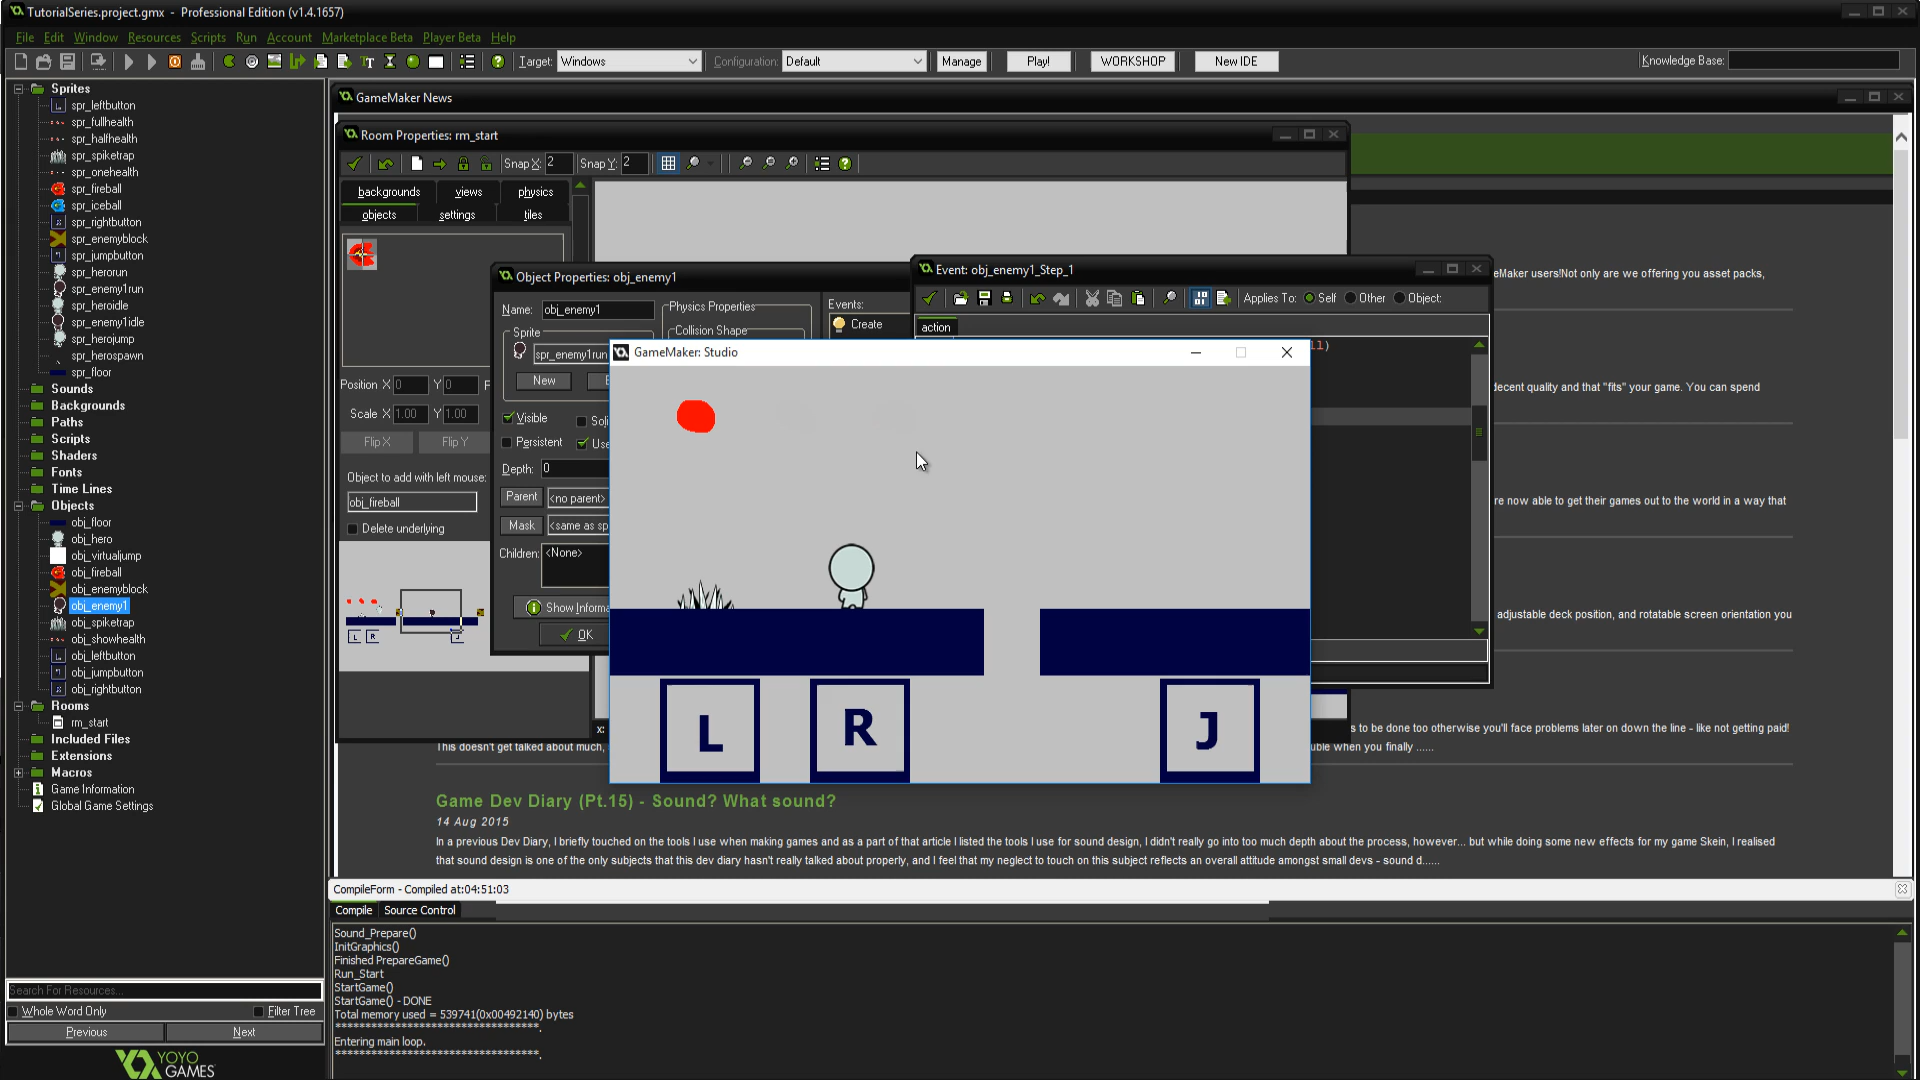 TutorialSeries.project.gmx - Professional Edition (v1.4.1657)
File Edit Window Resources Scripts Run Account Marketplace Beta Player Beta Help
Target: Windows Configuration: Default Manage Play! WORKSHOP New IDE Knowledge Base:
Sprites
spr_leftbutton
spr_fullhealth
spr_halfhealth
spr_spiketrap
spr_onehealth
spr_fireball
spr_iceball
spr_rightbutton
spr_enemyblock
spr_jumpbutton
spr_herorun
spr_enemy1run
spr_heroidle
spr_enemy1idle
spr_herojump
spr_herospawn
spr_floor
Sounds
Backgrounds
Paths
Scripts
Shaders
Fonts
Time Lines
Objects
obj_floor
obj_hero
obj_virtualjump
obj_fireball
obj_enemyblock
obj_enemy1
obj_spiketrap
obj_showhealth
obj_leftbutton
obj_jumpbutton
obj_rightbutton
Rooms
rm_start
Included Files
Extensions
Macros
Game Information
Global Game Settings
Search For Resources...
Whole Word Only Filter Tree
Previous Next
YOYO
GAMES
GameMaker News
Room Properties: rm_start
Snap X: 2 Snap Y: 2
backgrounds views physics
objects settings tiles
Position X 0 Y 0 F
Scale X 1.00 Y 1.00
Flip X Flip Y
Object to add with left mouse:
obj_fireball
Delete underlying
L R J
x:
Object Properties: obj_enemy1
Name: obj_enemy1
Physics Properties
Events:
Sprite
Collision Shape
Create
spr_enemy1run
New E
Visible Soli
Persistent Use
Depth: 0
Parent <no parent>
Mask <same as sp
Children: <None>
Show Informa
OK
Event: obj_enemy1_Step_1
Applies To: Self Other Object:
action
ll)
GameMaker: Studio
L R J
eMaker users!Not only are we offering you asset packs,
decent quality and that "fits" your game. You can spend
re now able to get their games out to the world in a way that
adjustable deck position, and rotatable screen orientation you
s to be done too otherwise you'll face problems later on down the line - like not getting paid!
This doesn't get talked about much, uble when you finally ......
Game Dev Diary (Pt.15) - Sound? What sound?
14 Aug 2015
In a previous Dev Diary, I briefly touched on the tools I use when making games and as a part of that article I listed the tools I use for sound design, I didn't really go into too much depth about the process, however... but while doing some new effects for my game Skein, I realised
that sound design is one of the only subjects that this dev diary hasn't really talked about properly, and I feel that my neglect to touch on this subject reflects an overall attitude amongst small devs - sound d......
CompileForm - Compiled at:04:51:03
Compile Source Control
Sound_Prepare()
InitGraphics()
Finished PrepareGame()
Run_Start
StartGame()
StartGame() - DONE
Total memory used = 539741(0x00492140) bytes
**********************************.
Entering main loop.
**********************************.